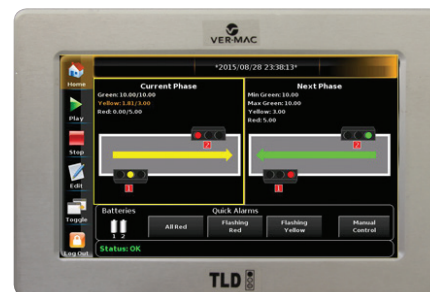 VER-MAC
*2015/08/28 23:38:13*
Home
Play
Stop
Edit
Toggle
Log Out
Current Phase
Green: 10.00/10.00
Yellow: 1.81/3.00
Red: 0.00/5.00
2
1
Next Phase
Min Green: 10.00
Max Green: 10.00
Yellow: 3.00
Red: 5.00
2
1
Batteries
1 2
Quick Alarms
All Red
Flashing
Red
Flashing
Yellow
Manual
Control
Status: OK
TLD